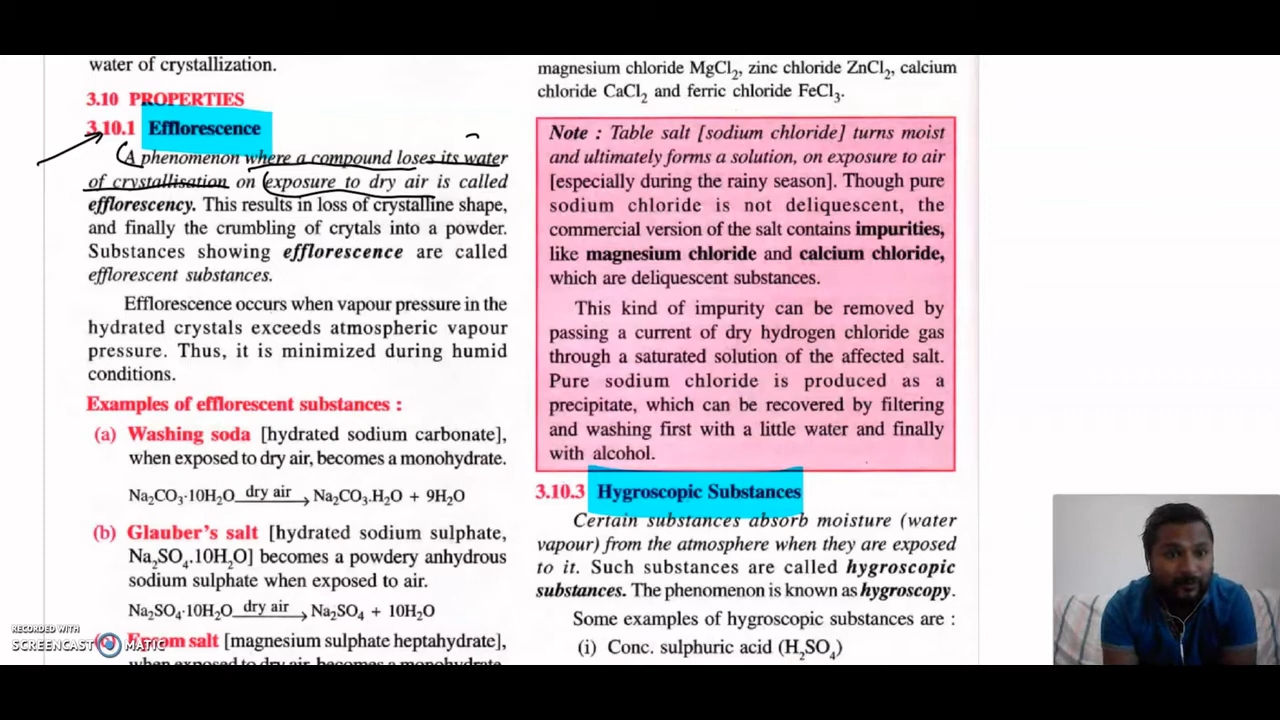 water of crystallization.
3.10 PROPERTIES
3.10.1 Efflorescence
A phenomenon where a compound loses its water
of crystallisation on exposure to dry air is called
efflorescency. This results in loss of crystalline shape,
and finally the crumbling of crytals into a powder.
Substances showing efflorescence are called
efflorescent substances.
Efflorescence occurs when vapour pressure in the
hydrated crystals exceeds atmospheric vapour
pressure. Thus, it is minimized during humid
conditions.
Examples of efflorescent substances :
(a) Washing soda [hydrated sodium carbonate],
when exposed to dry air, becomes a monohydrate.
Na₂CO₃·10H₂O dry air → Na₂CO₃.H₂O + 9H₂O
(b) Glauber's salt [hydrated sodium sulphate,
Na₂SO₄.10H₂O] becomes a powdery anhydrous
sodium sulphate when exposed to air.
Na₂SO₄·10H₂O dry air → Na₂SO₄ + 10H₂O
salt [magnesium sulphate heptahydrate],
when exposed to dry air becomes a monohydrate
magnesium chloride MgCl₂, zinc chloride ZnCl₂, calcium
chloride CaCl₂ and ferric chloride FeCl₃.
Note : Table salt [sodium chloride] turns moist
and ultimately forms a solution, on exposure to air
[especially during the rainy season]. Though pure
sodium chloride is not deliquescent, the
commercial version of the salt contains impurities,
like magnesium chloride and calcium chloride,
which are deliquescent substances.
This kind of impurity can be removed by
passing a current of dry hydrogen chloride gas
through a saturated solution of the affected salt.
Pure sodium chloride is produced as a
precipitate, which can be recovered by filtering
and washing first with a little water and finally
with alcohol.
3.10.3 Hygroscopic Substances
Certain substances absorb moisture (water
vapour) from the atmosphere when they are exposed
to it. Such substances are called hygroscopic
substances. The phenomenon is known as hygroscopy.
Some examples of hygroscopic substances are :
(i) Conc. sulphuric acid (H₂SO₄)
RECORDED WITH
SCREENCAST MATIC